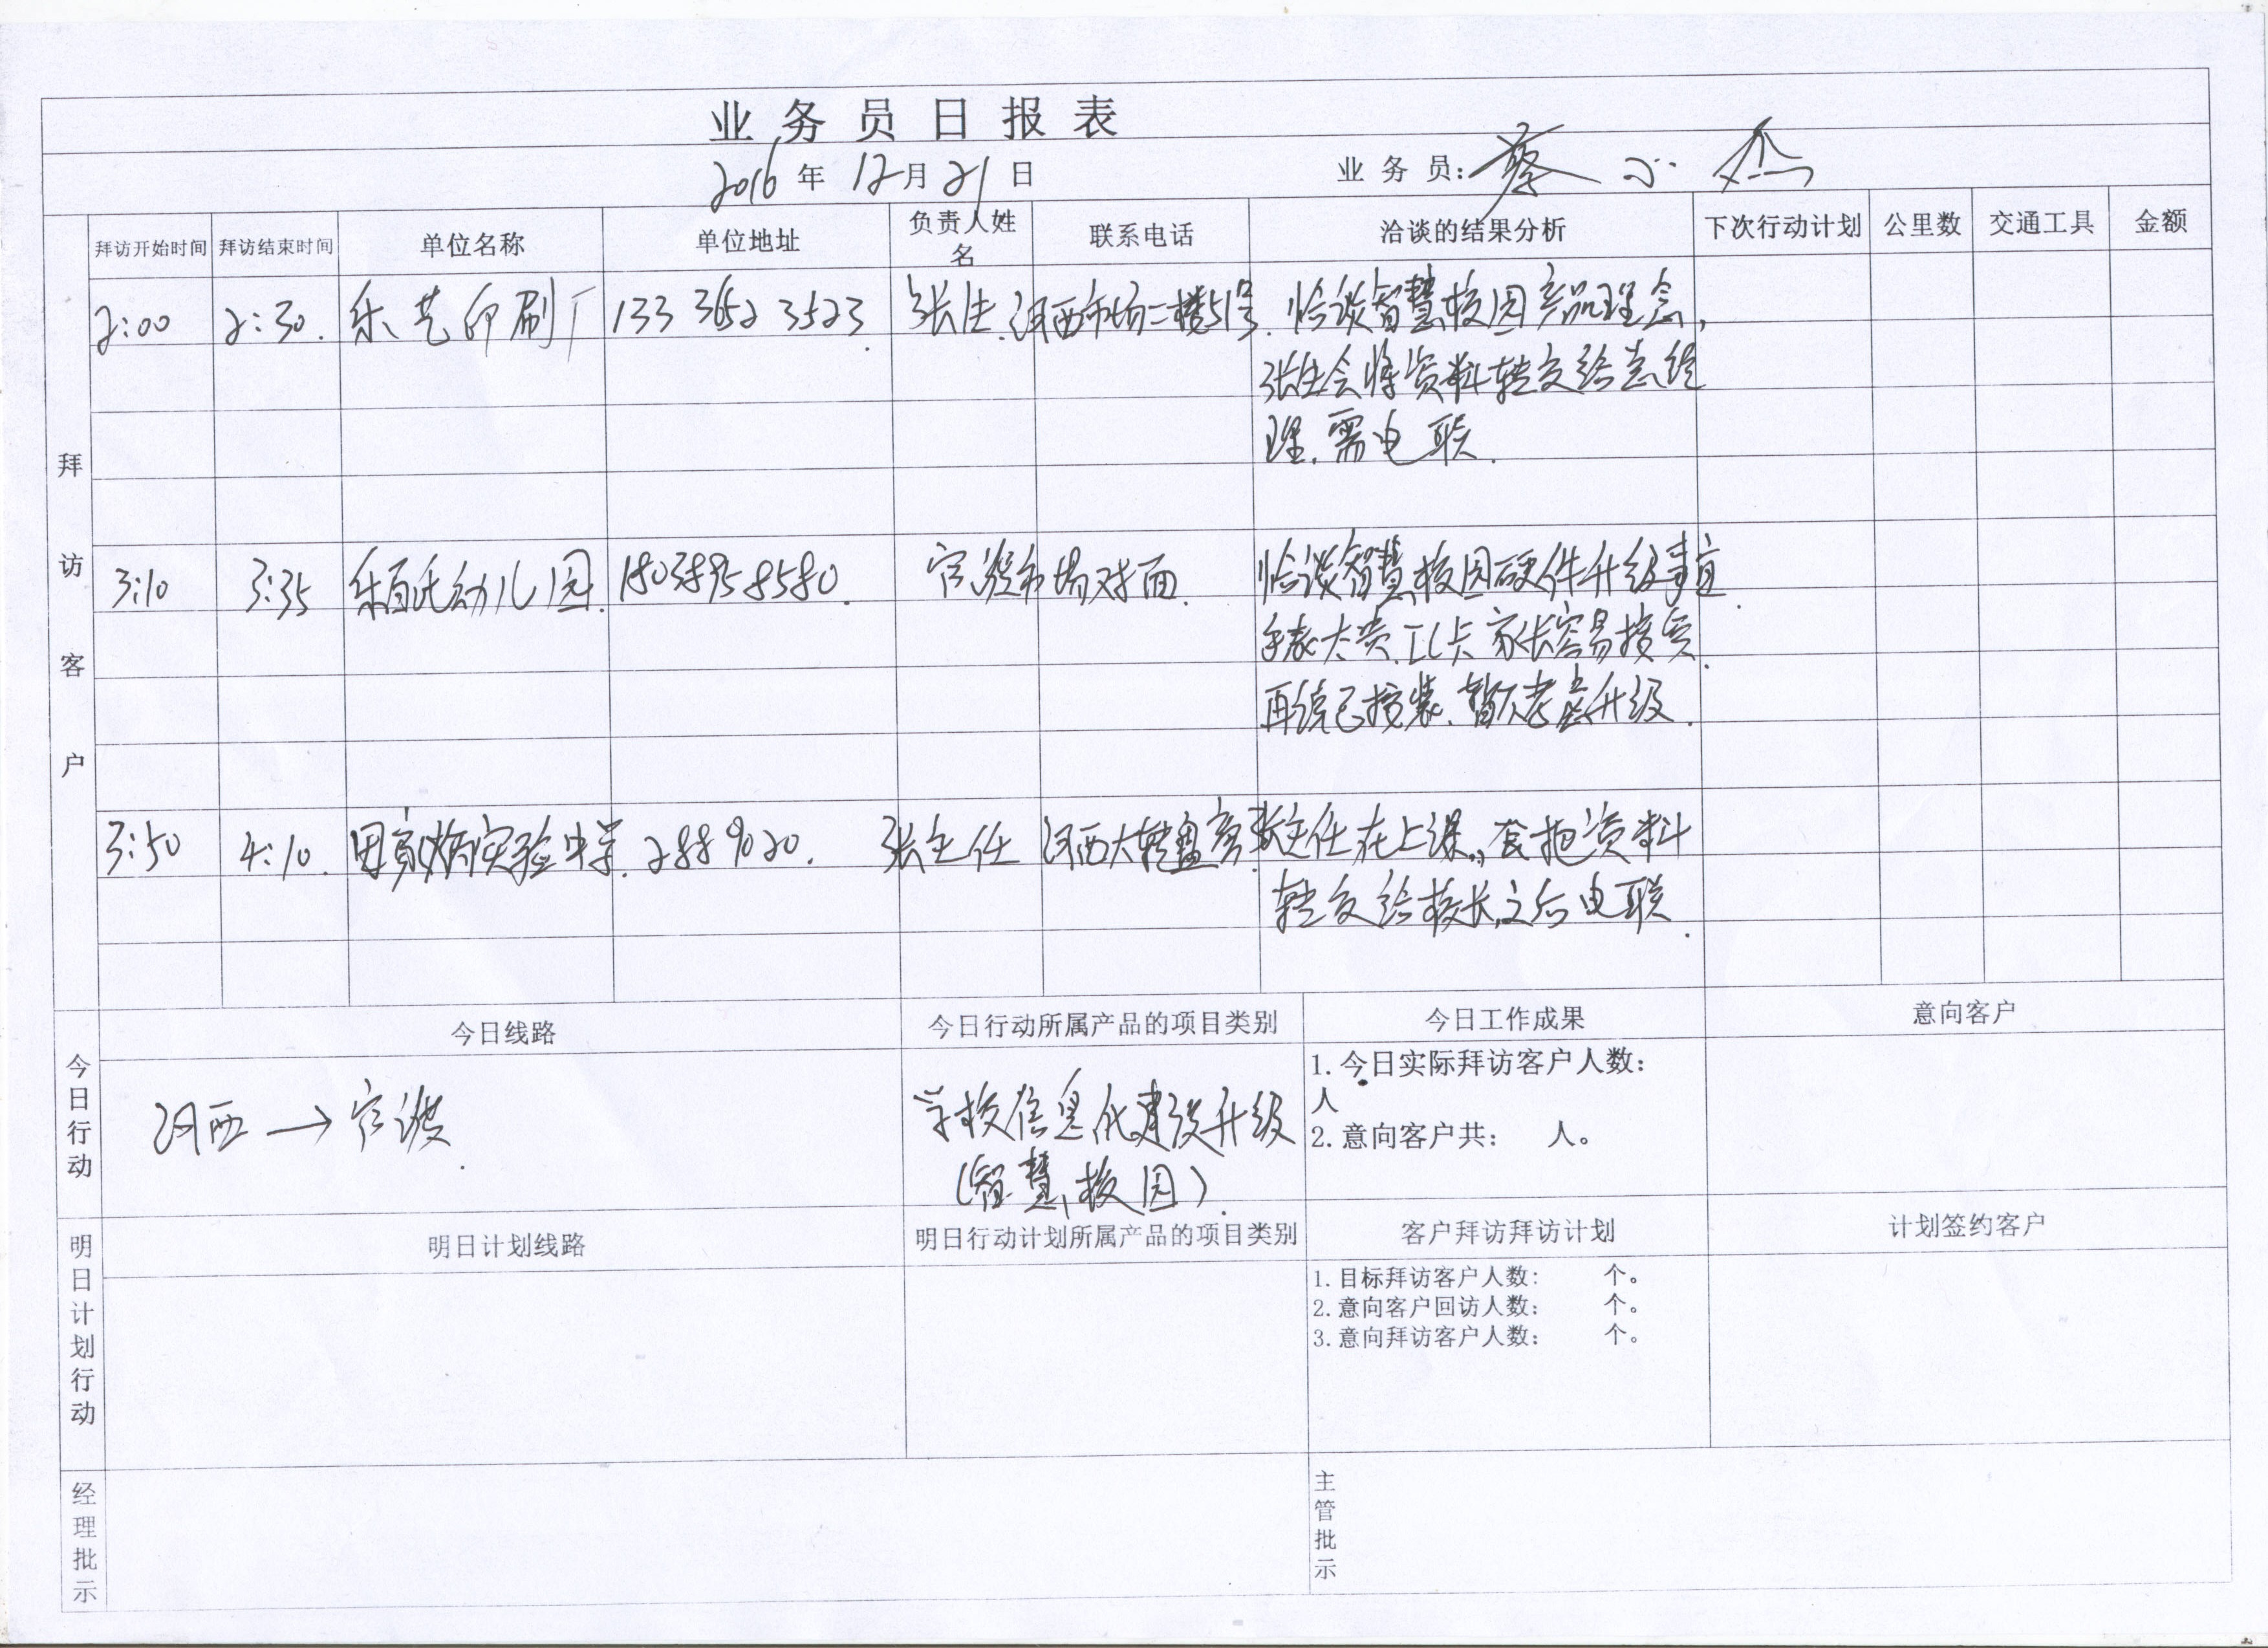 业务员日报表
2016 年 12 月 21 日 业务员: 蔡小杰
拜访开始时间 拜访结束时间 单位名称 单位地址 负责人姓名 联系电话 洽谈的结果分析 下次行动计划 公里数 交通工具 金额
拜访客户
2:00 2:30. 乐艺印刷厂 133 3652 3523. 张生. 河西市场二楼51号. 恰谈智慧校园产品理念,
张生会将资料转交给总经
理.需电联.
3:10 3:35 乐百氏幼儿园. 18038958580. 市场对面. 恰谈智慧校园硬件升级事宜.
手表太贵.IC卡家长容易接受.
已按装.暂不考虑升级.
3:50 4:10. 田家炳实验中学. 2889020. 张主任 河西大转盘旁. 张主任在上课,, 资料
转交给校长,之后电联.
今日行动
今日线路 今日行动所属产品的项目类别 今日工作成果 意向客户
河西 → 官渡. 学校信息化建设升级
(智慧校园).
1.今日实际拜访客户人数:
人
2.意向客户共: 人。
明日计划行动
明日计划线路 明日行动计划所属产品的项目类别 客户拜访拜访计划 计划签约客户
1.目标拜访客户人数: 个。
2.意向客户回访人数: 个。
3.意向拜访客户人数: 个。
经理批示
主管批示